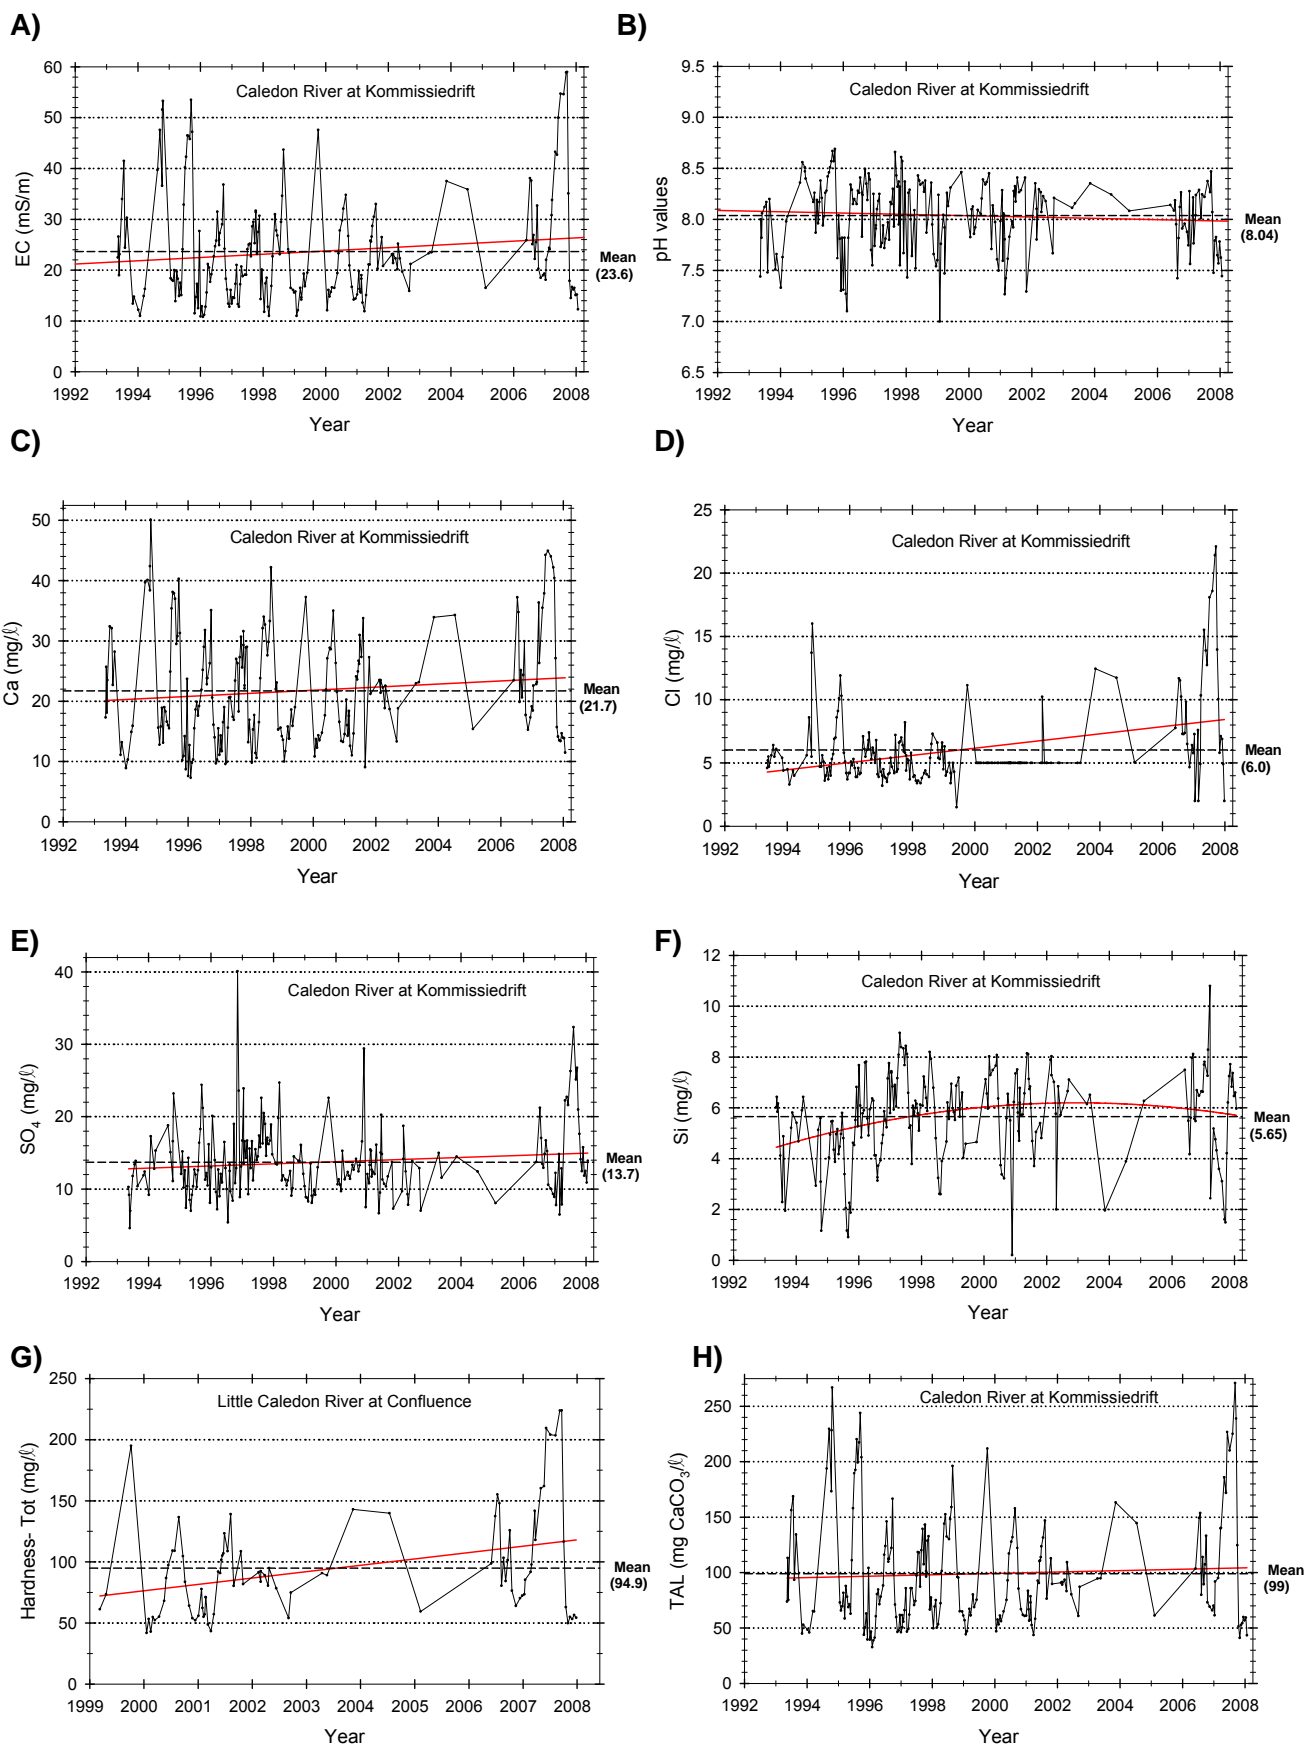 A)
60
50
40
30
20
10
0
EC (mS/m)
Caledon River at Kommissiedrift
Mean
(23.6)
1992 1994 1996 1998 2000 2002 2004 2006 2008
Year
B)
9.5
9.0
8.5
8.0
7.5
7.0
6.5
pH values
Caledon River at Kommissiedrift
Mean
(8.04)
1992 1994 1996 1998 2000 2002 2004 2006 2008
Year
C)
50
40
30
20
10
0
Ca (mg/ℓ)
Caledon River at Kommissiedrift
Mean
(21.7)
1992 1994 1996 1998 2000 2002 2004 2006 2008
Year
D)
25
20
15
10
5
0
Cl (mg/ℓ)
Caledon River at Kommissiedrift
Mean
(6.0)
1992 1994 1996 1998 2000 2002 2004 2006 2008
Year
E)
40
30
20
10
0
SO₄ (mg/ℓ)
Caledon River at Kommissiedrift
Mean
(13.7)
1992 1994 1996 1998 2000 2002 2004 2006 2008
Year
F)
12
10
8
6
4
2
0
Si (mg/ℓ)
Caledon River at Kommissiedrift
Mean
(5.65)
1992 1994 1996 1998 2000 2002 2004 2006 2008
Year
G)
250
200
150
100
50
0
Hardness- Tot (mg/ℓ)
Little Caledon River at Confluence
Mean
(94.9)
1999 2000 2001 2002 2003 2004 2005 2006 2007 2008
Year
H)
250
200
150
100
50
0
TAL (mg CaCO₃/ℓ)
Caledon River at Kommissiedrift
Mean
(99)
1992 1994 1996 1998 2000 2002 2004 2006 2008
Year